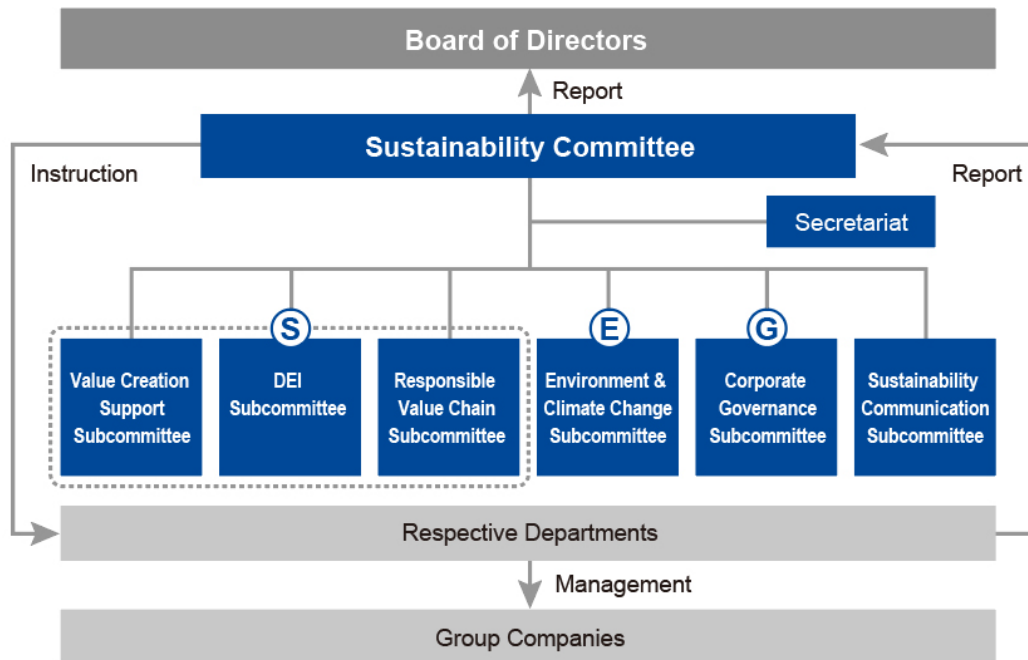 Board of Directors
Report
Sustainability Committee
Instruction
Report
Secretariat
S
E
G
Value Creation
Support
Subcommittee
DEI
Subcommittee
Responsible
Value Chain
Subcommittee
Environment &
Climate Change
Subcommittee
Corporate
Governance
Subcommittee
Sustainability
Communication
Subcommittee
Respective Departments
Management
Group Companies